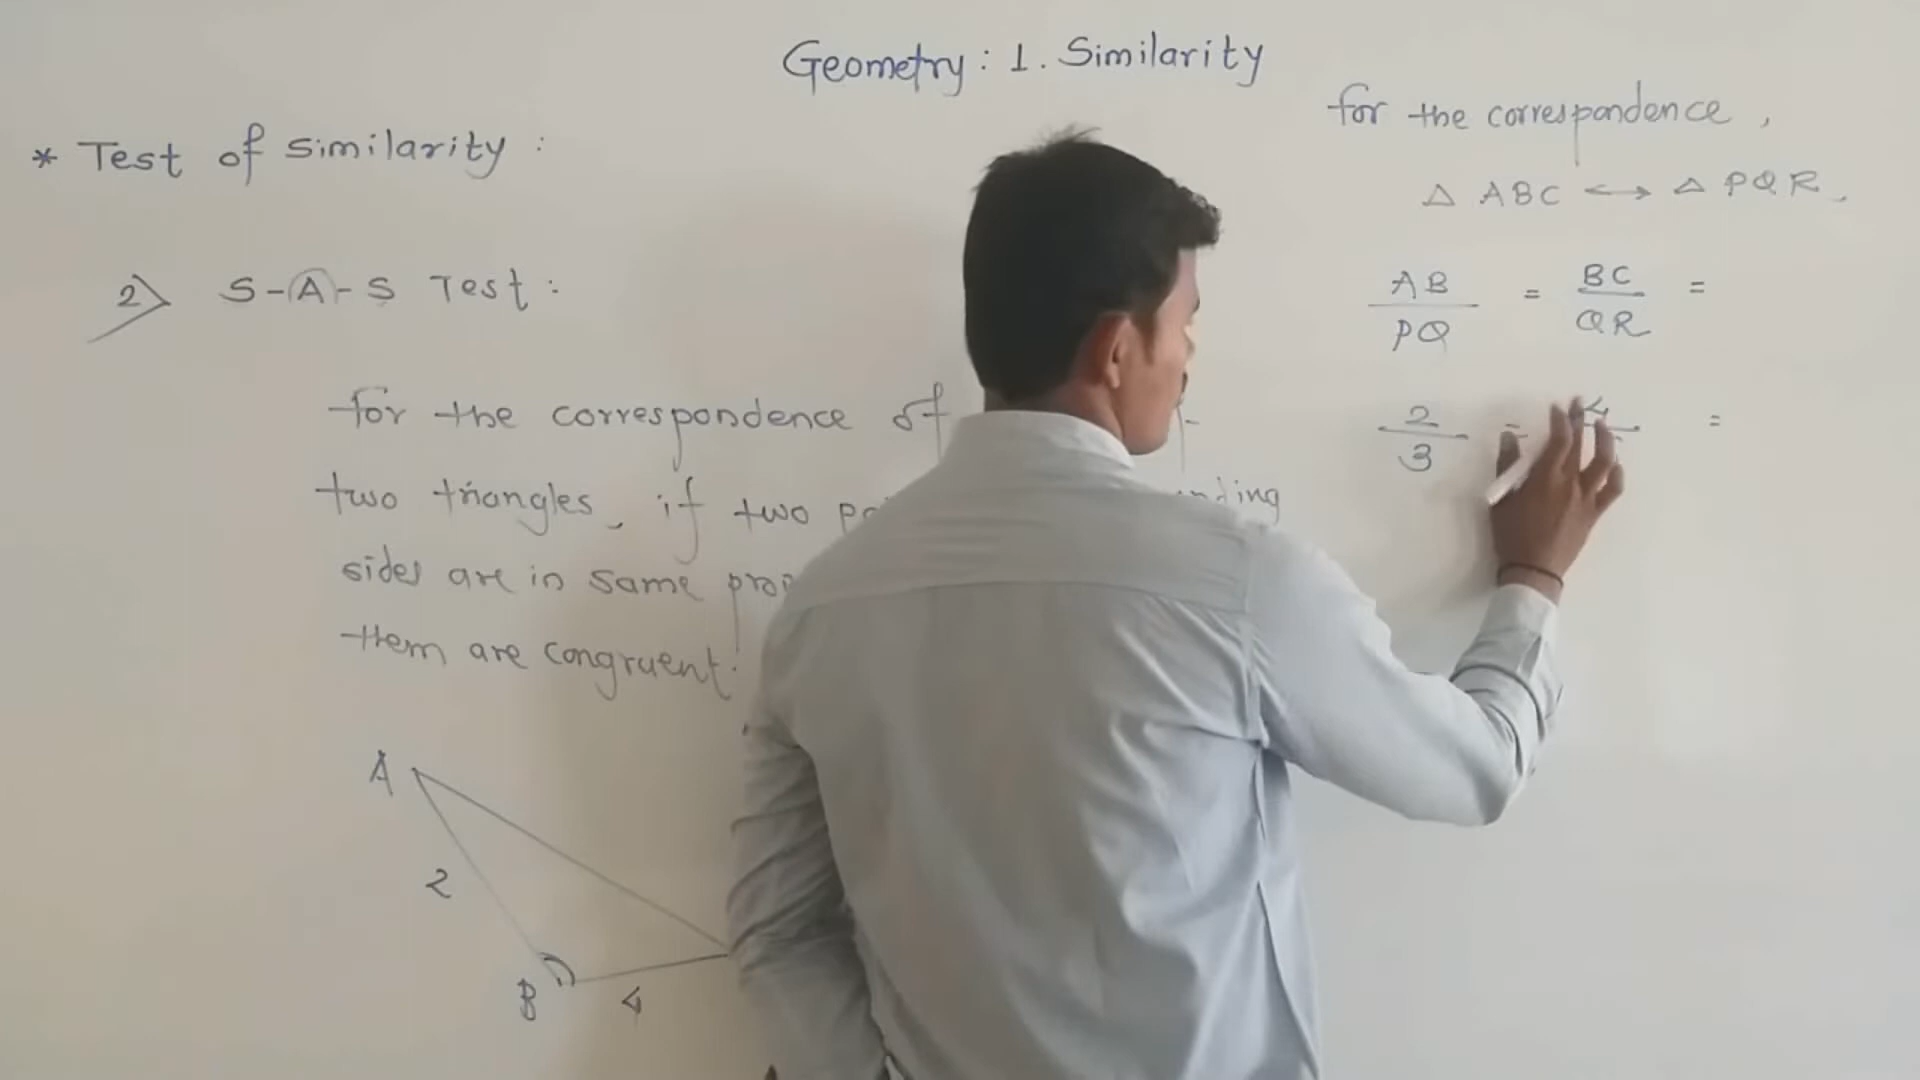 Geometry: 1. Similarity
* Test of Similarity:
2> S-A-S Test:
for the correspondence of
two triangles, if two
sides are in same
them are congruent.
A
2
B
4
for the correspondence,
△ ABC ↔ △ PQR,
AB/PQ = BC/QR =
2/3 = 4 =